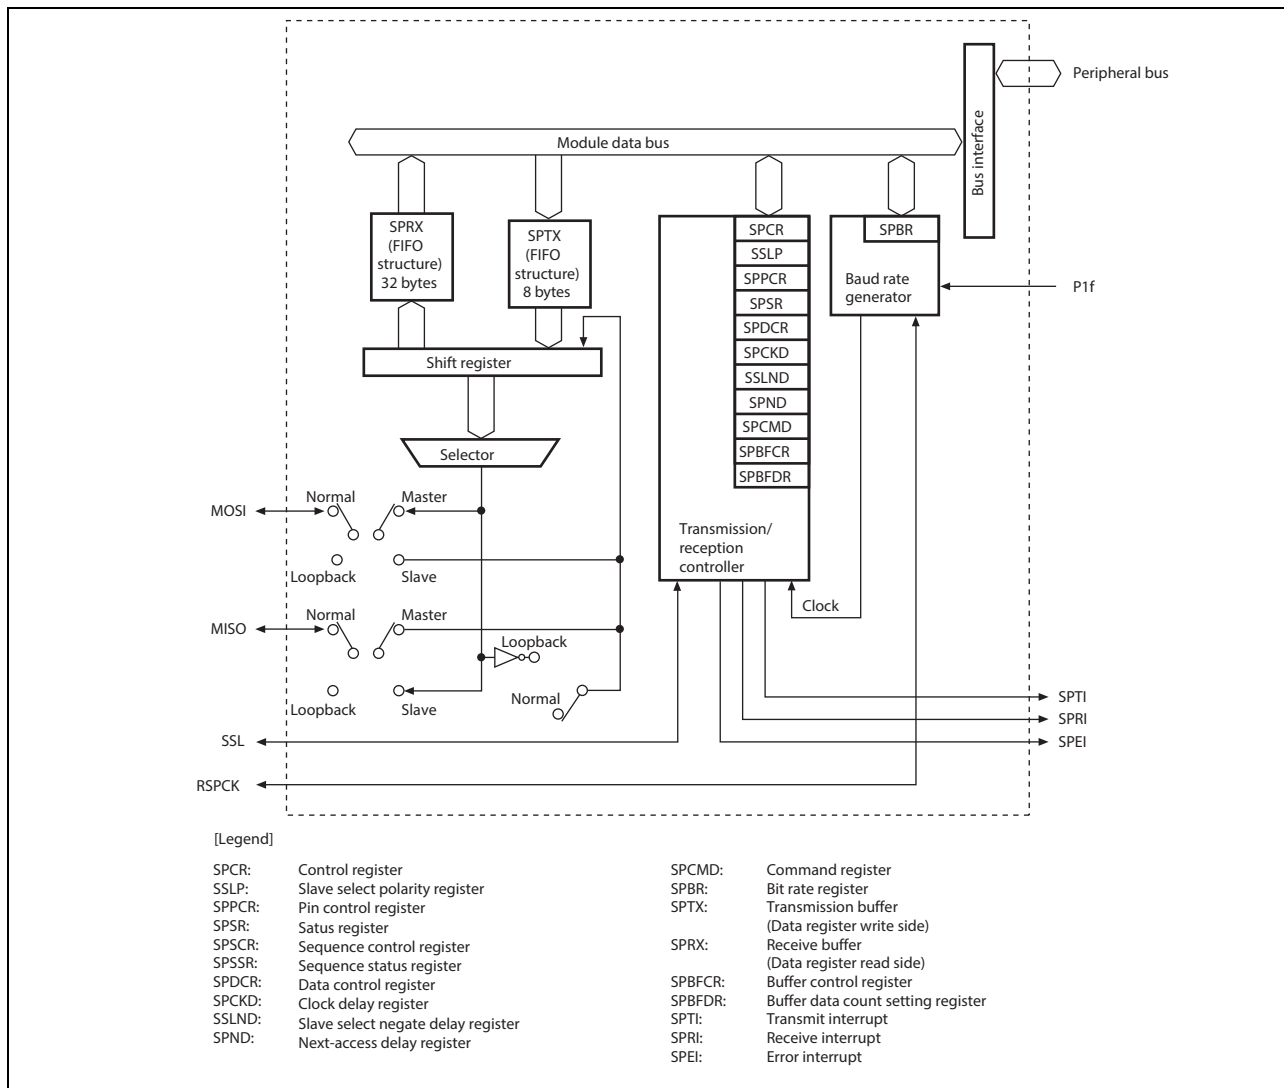 Peripheral bus
Bus interface
Module data bus
SPRX
(FIFO
structure)
32 bytes
SPTX
(FIFO
structure)
8 bytes
SPCR
SSLP
SPPCR
SPSR
SPDCR
SPCKD
SSLND
SPND
SPCMD
SPBFCR
SPBFDR
Transmission/
reception
controller
SPBR
Baud rate
generator
P1f
Shift register
Selector
MOSI
Normal
Master
Loopback
Slave
Clock
MISO
Normal
Master
Loopback
Loopback
Slave
Normal
SPTI
SPRI
SSL
SPEI
RSPCK
[Legend]
SPCR: Control register
SSLP: Slave select polarity register
SPPCR: Pin control register
SPSR: Satus register
SPSCR: Sequence control register
SPSSR: Sequence status register
SPDCR: Data control register
SPCKD: Clock delay register
SSLND: Slave select negate delay register
SPND: Next-access delay register
SPCMD: Command register
SPBR: Bit rate register
SPTX: Transmission buffer
(Data register write side)
SPRX: Receive buffer
(Data register read side)
SPBFCR: Buffer control register
SPBFDR: Buffer data count setting register
SPTI: Transmit interrupt
SPRI: Receive interrupt
SPEI: Error interrupt